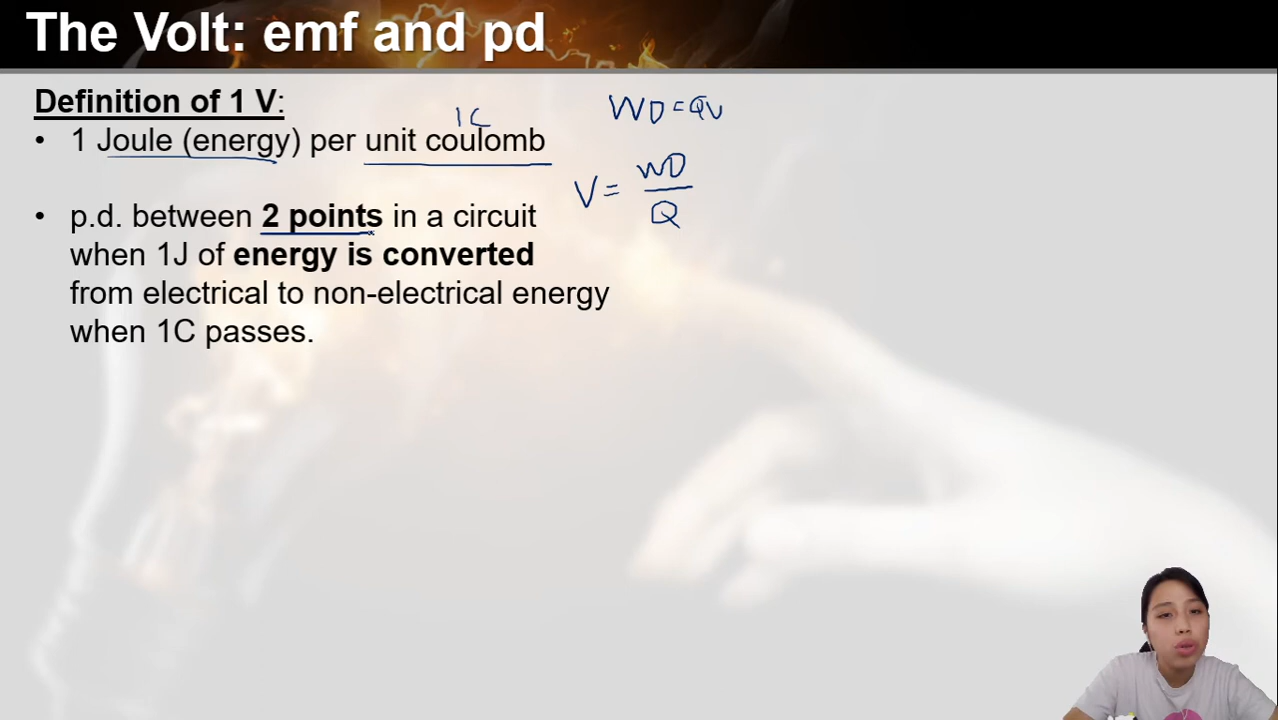 The Volt: emf and pd
Definition of 1 V:
1C
• 1 Joule (energy) per unit coulomb
WD = QV
V = WD
Q
• p.d. between 2 points in a circuit
when 1J of energy is converted
from electrical to non-electrical energy
when 1C passes.